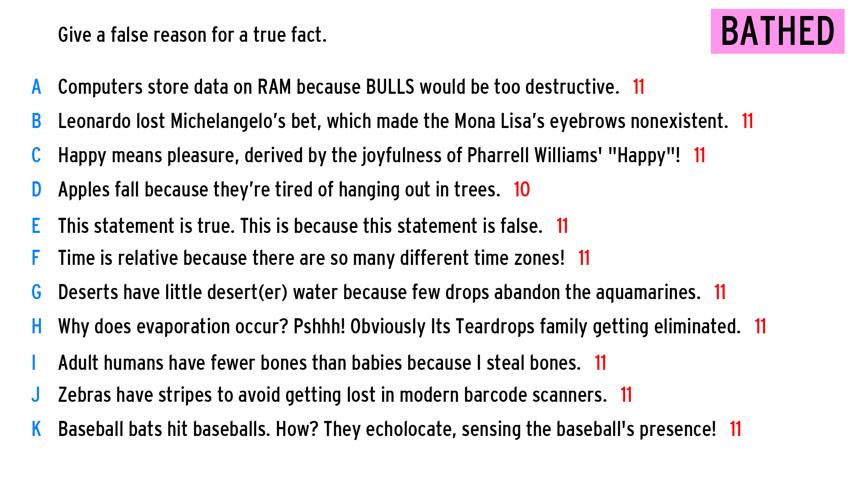 Give a false reason for a true fact.
BATHED
A Computers store data on RAM because BULLS would be too destructive. 11
B Leonardo lost Michelangelo's bet, which made the Mona Lisa's eyebrows nonexistent. 11
C Happy means pleasure, derived by the joyfulness of Pharrell Williams' "Happy"! 11
D Apples fall because they're tired of hanging out in trees. 10
E This statement is true. This is because this statement is false. 11
F Time is relative because there are so many different time zones! 11
G Deserts have little desert(er) water because few drops abandon the aquamarines. 11
H Why does evaporation occur? Pshhh! Obviously Its Teardrops family getting eliminated. 11
I Adult humans have fewer bones than babies because I steal bones. 11
J Zebras have stripes to avoid getting lost in modern barcode scanners. 11
K Baseball bats hit baseballs. How? They echolocate, sensing the baseball's presence! 11